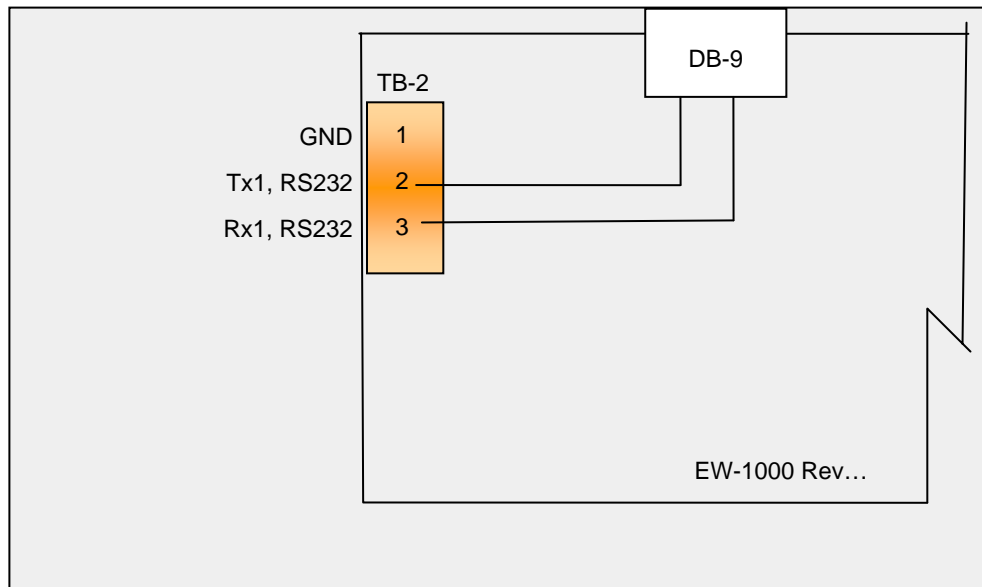 DB-9
TB-2
GND 1
Tx1, RS232 2
Rx1, RS232 3
EW-1000 Rev…